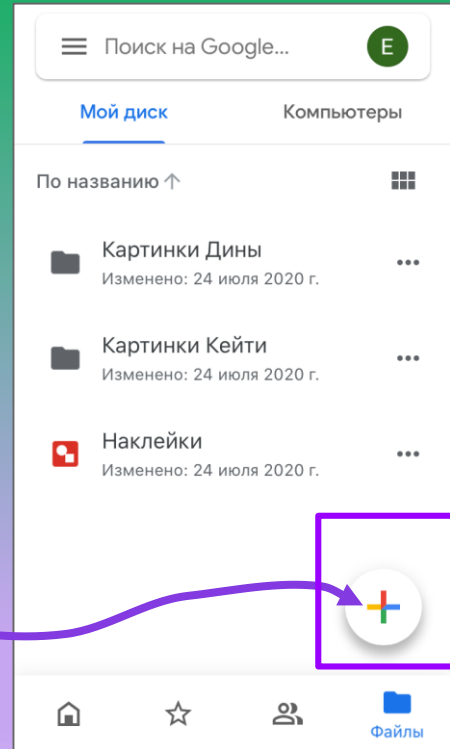 Поиск на Google...
E
Мой диск
Компьютеры
По названию
Картинки Дины
Изменено: 24 июля 2020 г.
Картинки Кейти
Изменено: 24 июля 2020 г.
Наклейки
Изменено: 24 июля 2020 г.
Файлы